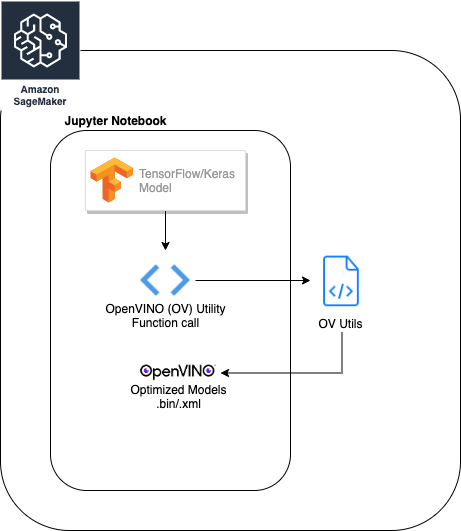 Amazon
SageMaker
Jupyter Notebook
TensorFlow/Keras
Model
OpenVINO (OV) Utility
Function call
OV Utils
OpenVINO
Optimized Models
.bin/.xml